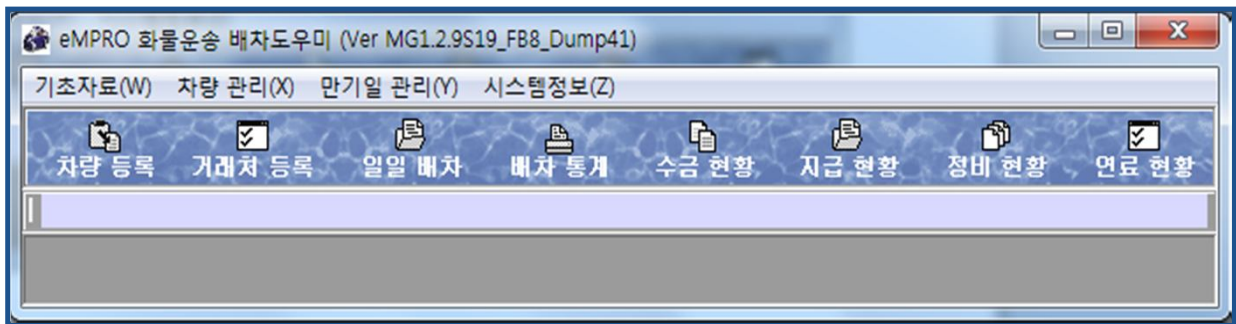 eMPRO 화물운송 배차도우미 (Ver MG1.2.9S19_FB8_Dump41)
기초자료(W) 차량 관리(X) 만기일 관리(Y) 시스템정보(Z)
차량 등록 거래처 등록 일일 배차 배차 통계 수금 현황 지급 현황 정비 현황 연료 현황